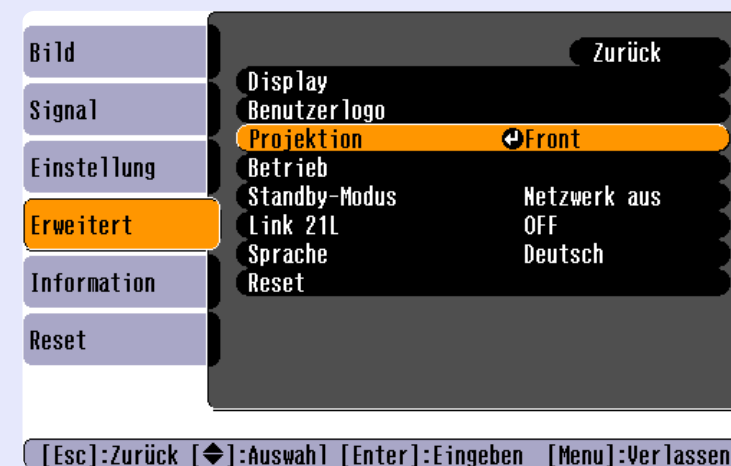 Bild
Signal
Einstellung
Erweitert
Information
Reset
Zurück
Display
Benutzerlogo
Projektion Front
Betrieb
Standby-Modus Netzwerk aus
Link 21L OFF
Sprache Deutsch
Reset
[Esc]:Zurück [◆]:Auswahl [Enter]:Eingeben [Menu]:Verlassen